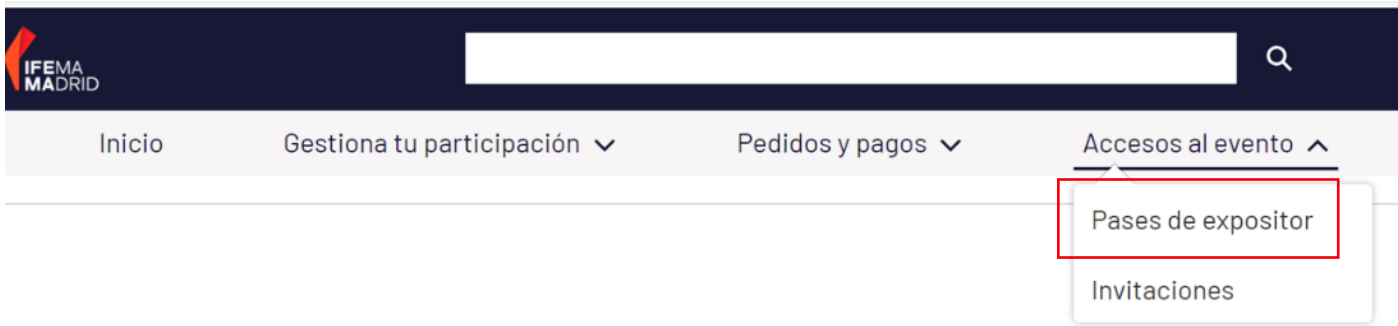 IFEMA
MADRID
Inicio Gestiona tu participación Pedidos y pagos Accesos al evento
Pases de expositor
Invitaciones